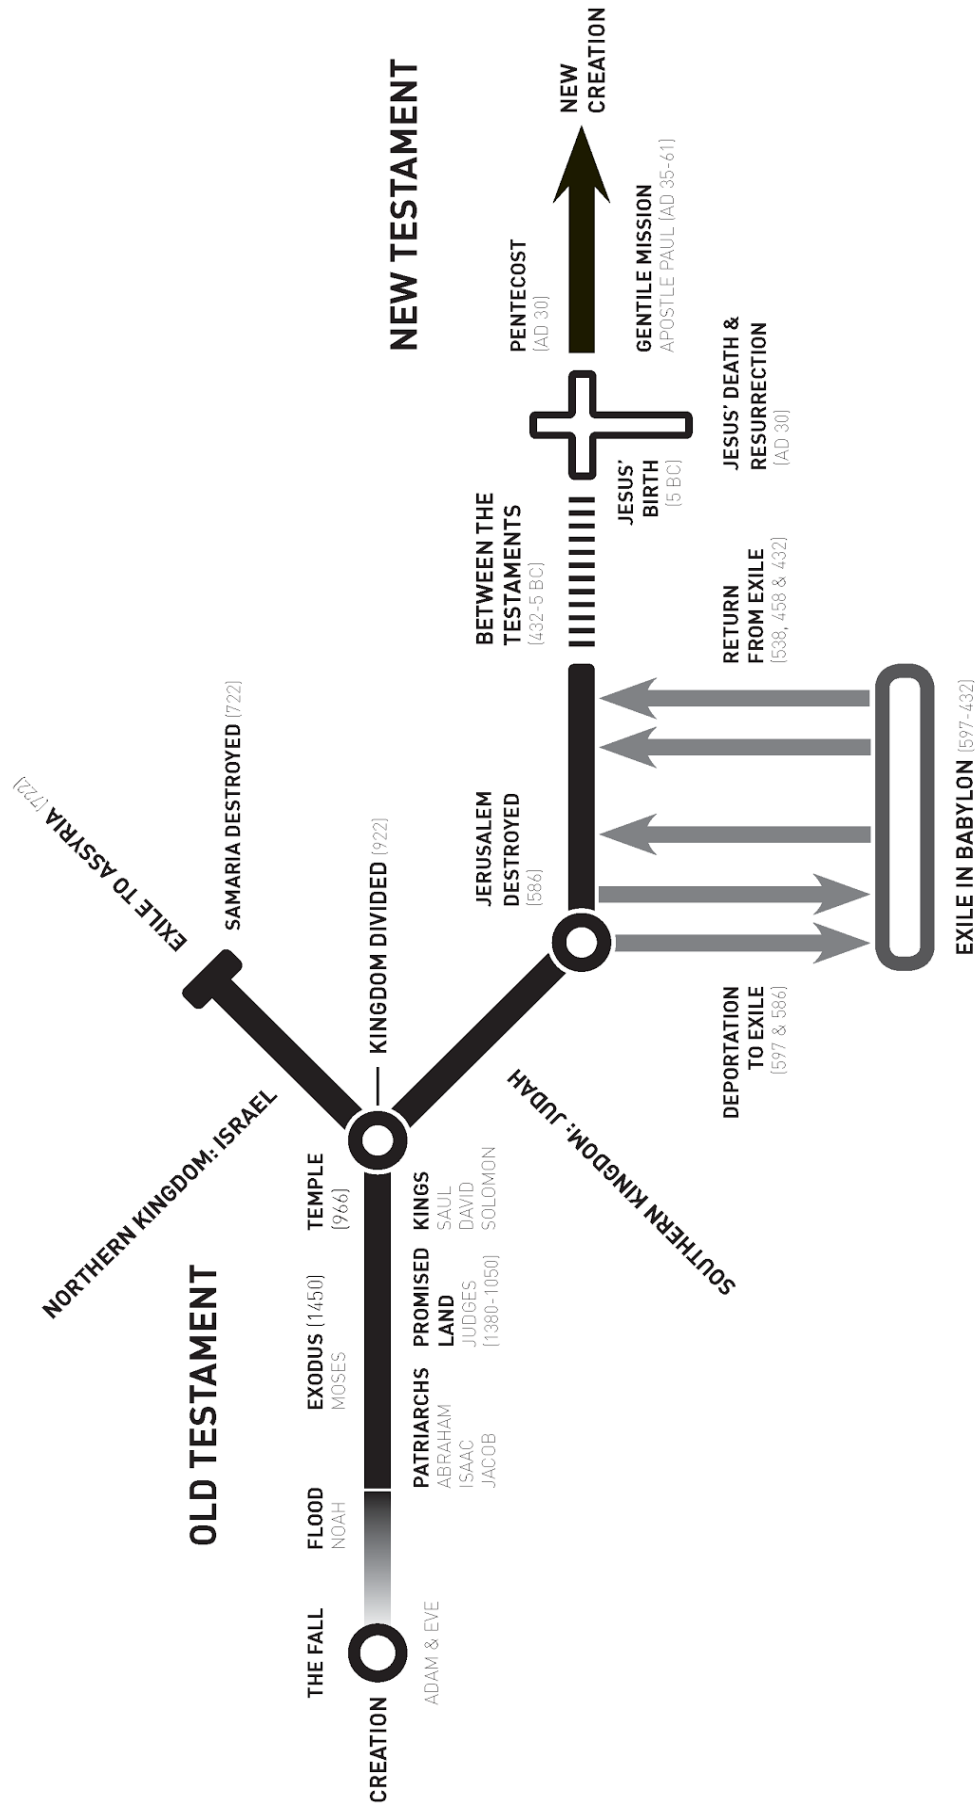 OLD TESTAMENT
CREATION
THE FALL
ADAM & EVE
FLOOD
NOAH
PATRIARCHS
ABRAHAM
ISAAC
JACOB
EXODUS (1450)
MOSES
PROMISED
LAND
JUDGES
(1380-1050)
TEMPLE
(966)
KINGS
SAUL
DAVID
SOLOMON
KINGDOM DIVIDED (922)
NORTHERN KINGDOM: ISRAEL
SAMARIA DESTROYED (722)
EXILE TO ASSYRIA (722)
SOUTHERN KINGDOM: JUDAH
JERUSALEM
DESTROYED
(586)
DEPORTATION
TO EXILE
(597 & 586)
EXILE IN BABYLON (597-432)
RETURN
FROM EXILE
(538, 458 & 432)
BETWEEN THE
TESTAMENTS
(432-5 BC)
NEW TESTAMENT
JESUS'
BIRTH
(5 BC)
JESUS' DEATH &
RESURRECTION
(AD 30)
PENTECOST
(AD 30)
GENTILE MISSION
APOSTLE PAUL (AD 35-61)
NEW
CREATION